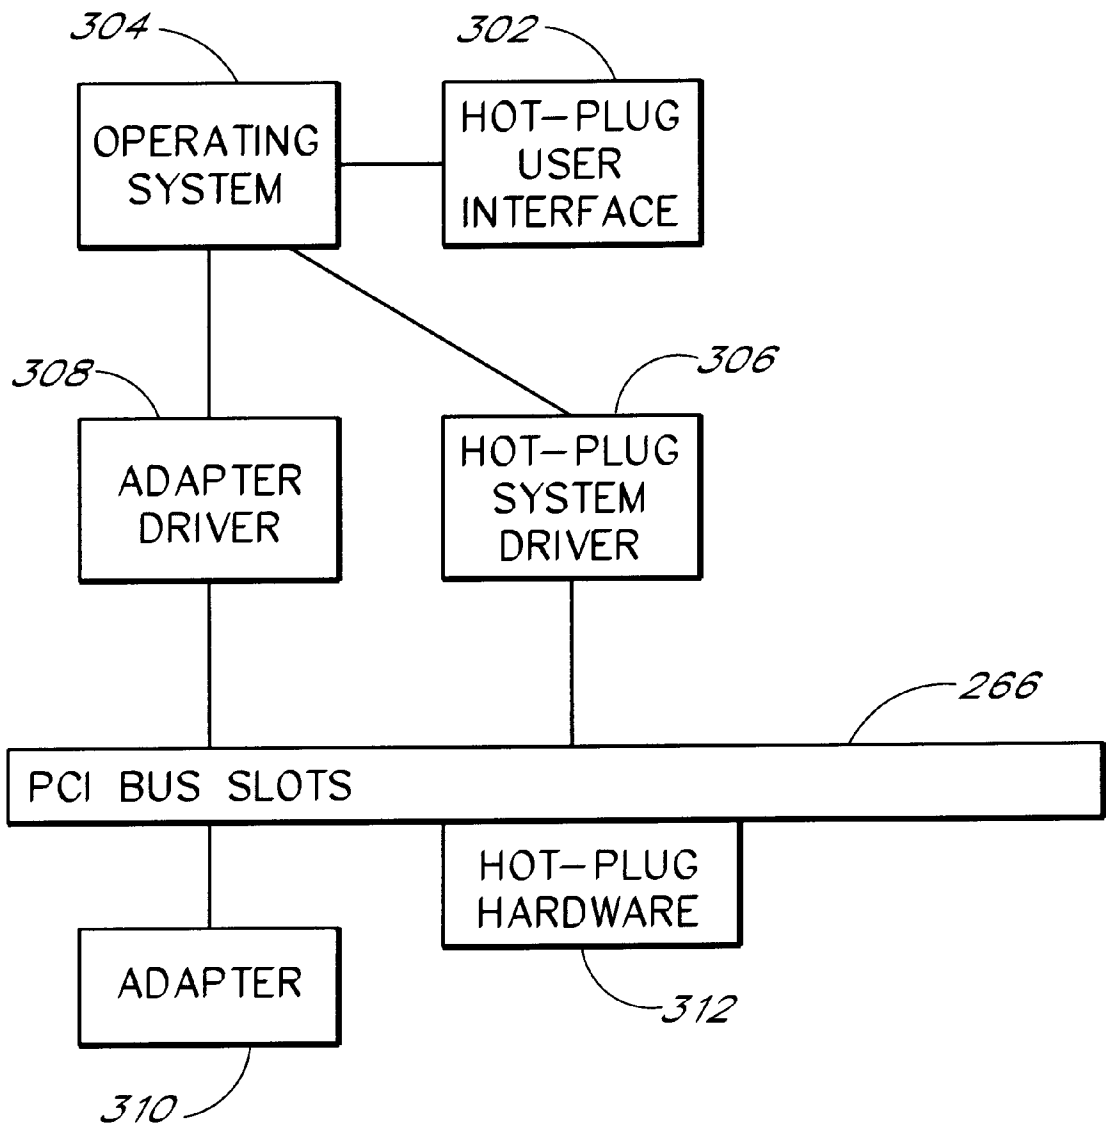 304
302
OPERATING
SYSTEM
HOT-PLUG
USER
INTERFACE
308
306
ADAPTER
DRIVER
HOT-PLUG
SYSTEM
DRIVER
266
PCI BUS SLOTS
HOT-PLUG
HARDWARE
ADAPTER
312
310